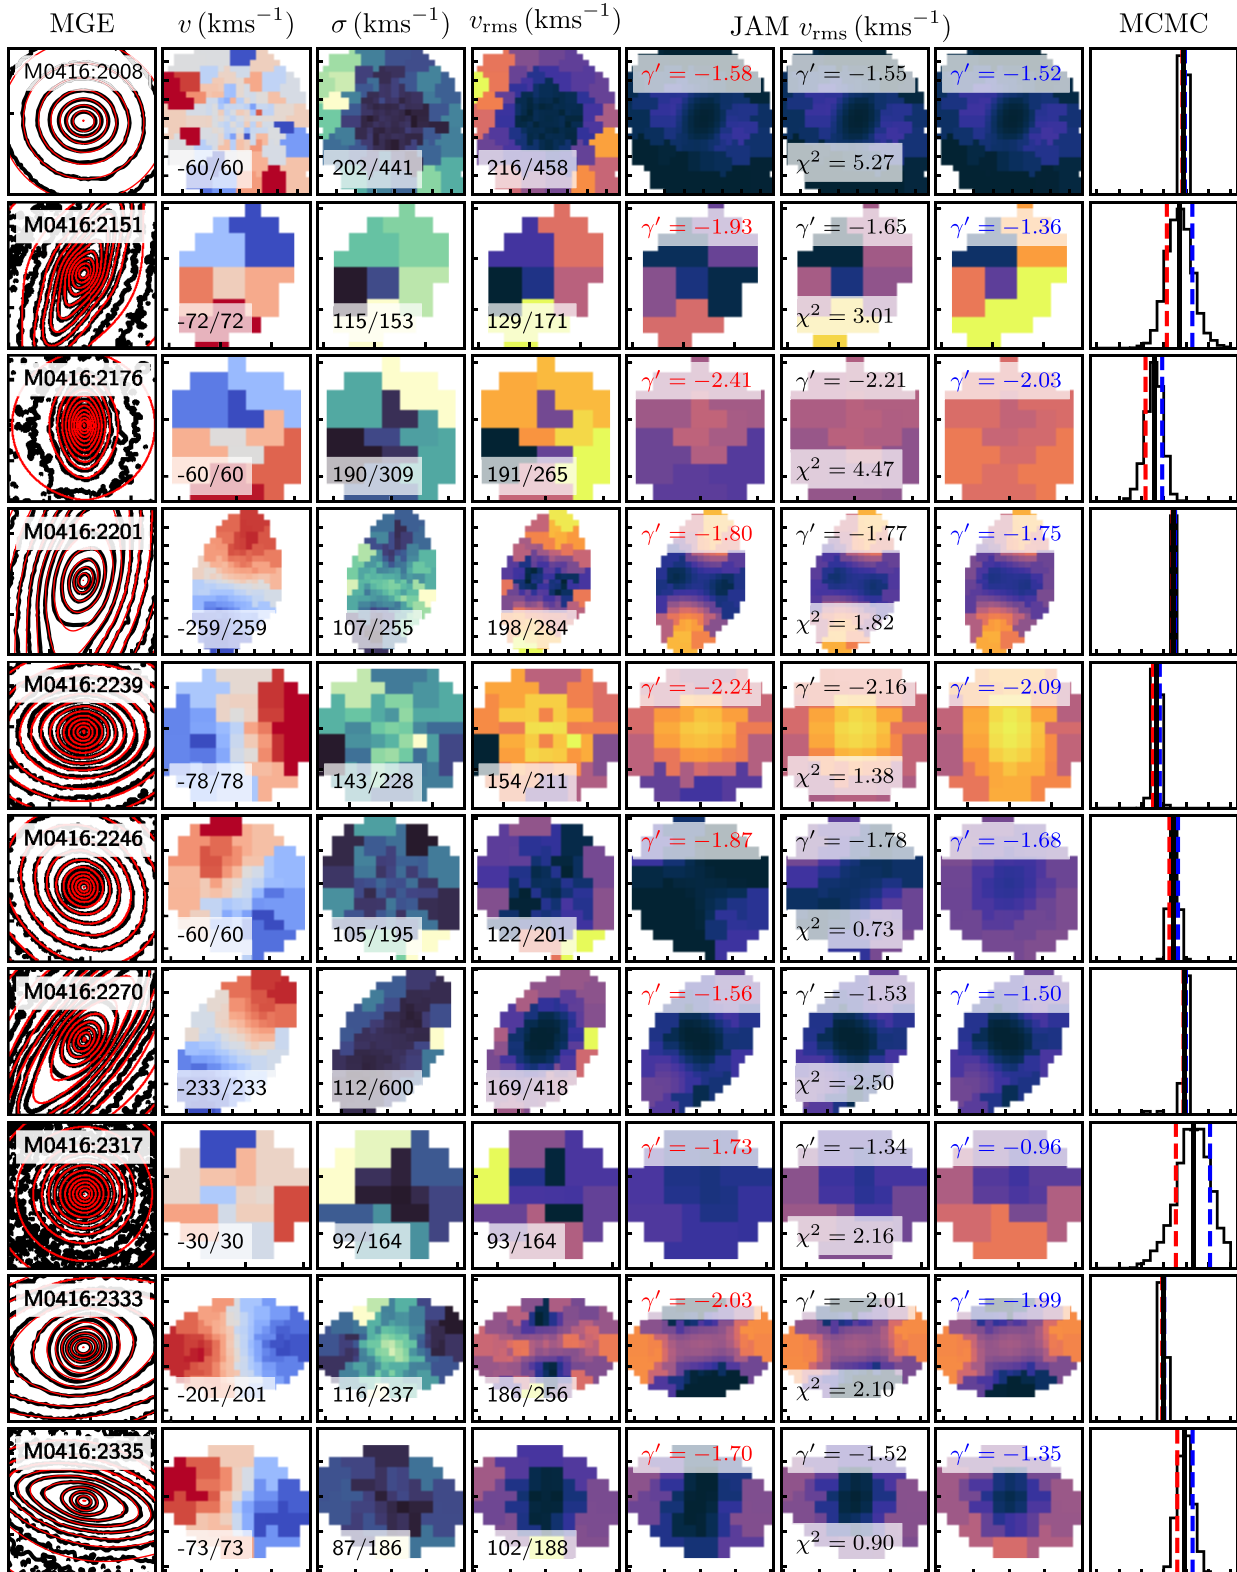 MGE v (kms⁻¹) σ (kms⁻¹) v_rms (kms⁻¹) JAM v_rms (kms⁻¹) MCMC
M0416:2008 -60/60 202/441 216/458 γ′ = −1.58 γ′ = −1.55 χ² = 5.27 γ′ = −1.52
M0416:2151 -72/72 115/153 129/171 γ′ = −1.93 γ′ = −1.65 χ² = 3.01 γ′ = −1.36
M0416:2176 -60/60 190/309 191/265 γ′ = −2.41 γ′ = −2.21 χ² = 4.47 γ′ = −2.03
M0416:2201 -259/259 107/255 198/284 γ′ = −1.80 γ′ = −1.77 χ² = 1.82 γ′ = −1.75
M0416:2239 -78/78 143/228 154/211 γ′ = −2.24 γ′ = −2.16 χ² = 1.38 γ′ = −2.09
M0416:2246 -60/60 105/195 122/201 γ′ = −1.87 γ′ = −1.78 χ² = 0.73 γ′ = −1.68
M0416:2270 -233/233 112/600 169/418 γ′ = −1.56 γ′ = −1.53 χ² = 2.50 γ′ = −1.50
M0416:2317 -30/30 92/164 93/164 γ′ = −1.73 γ′ = −1.34 χ² = 2.16 γ′ = −0.96
M0416:2333 -201/201 116/237 186/256 γ′ = −2.03 γ′ = −2.01 χ² = 2.10 γ′ = −1.99
M0416:2335 -73/73 87/186 102/188 γ′ = −1.70 γ′ = −1.52 χ² = 0.90 γ′ = −1.35